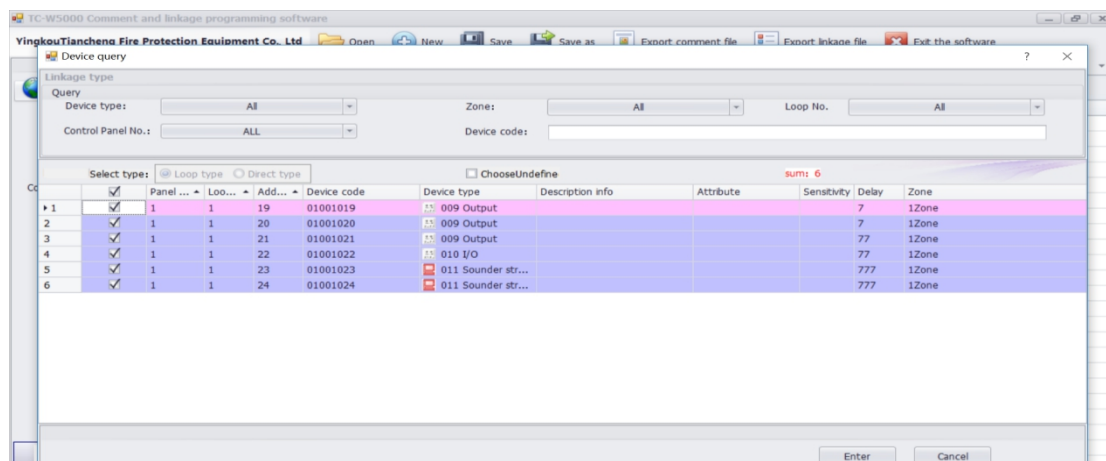 TC-W5000 Comment and linkage programming software
YingkouTiancheng Fire Protection Equipment Co., Ltd Open New Save Save as Export comment file Export linkage file Exit the software
Device query ?
Linkage type
Query
Device type: All Zone: All Loop No. All
Control Panel No.: ALL Device code:
Select type: Loop type Direct type ChooseUndefine sum: 6
Panel ... Loo... Add... Device code Device type Description info Attribute Sensitivity Delay Zone
1 1 1 19 01001019 009 Output 7 1Zone
2 1 1 20 01001020 009 Output 7 1Zone
3 1 1 21 01001021 009 Output 77 1Zone
4 1 1 22 01001022 010 I/O 77 1Zone
5 1 1 23 01001023 011 Sounder str... 777 1Zone
6 1 1 24 01001024 011 Sounder str... 777 1Zone
Enter Cancel